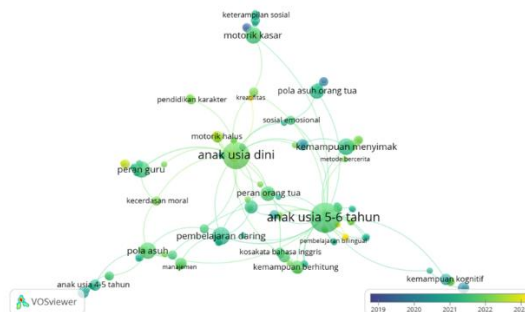 keterampilan sosial
motorik kasar
pola asuh orang tua
pendidikan karakter
kreatifitas
sosial emosional
motorik halus
kemampuan menyimak
anak usia dini
metode bercerita
peran guru
peran orang tua
kecerdasan moral
anak usia 5-6 tahun
pembelajaran daring
pembelajaran bilingual
pola asuh
kosakata bahasa inggris
manajemen
kemampuan berhitung
kemampuan kognitif
anak usia 4-5 tahun
VOSviewer
2019 2020 2021 2022